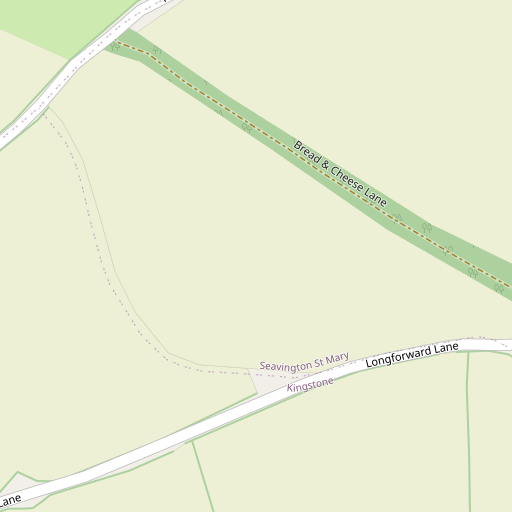 Bread & Cheese Lane
Seavington St Mary
Longforward Lane
Kingstone
Lane